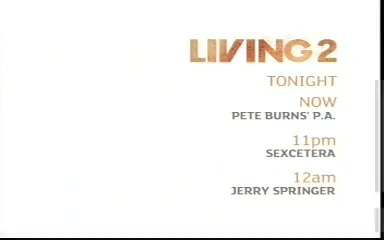 LIVING 2
TONIGHT
NOW
PETE BURNS' P.A.
11pm
SEXCETERA
12am
JERRY SPRINGER